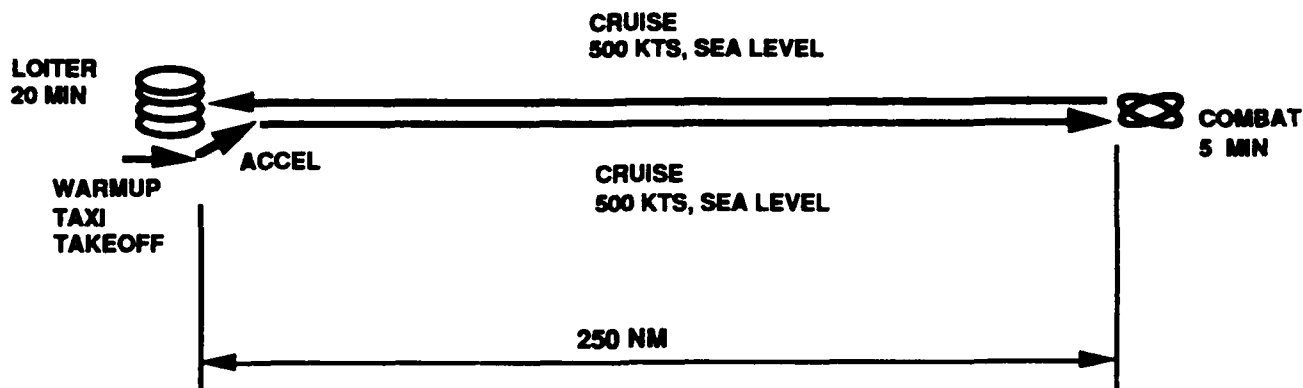 CRUISE
500 KTS, SEA LEVEL
LOITER
20 MIN
COMBAT
5 MIN
ACCEL
WARMUP
TAXI
TAKEOFF
CRUISE
500 KTS, SEA LEVEL
250 NM